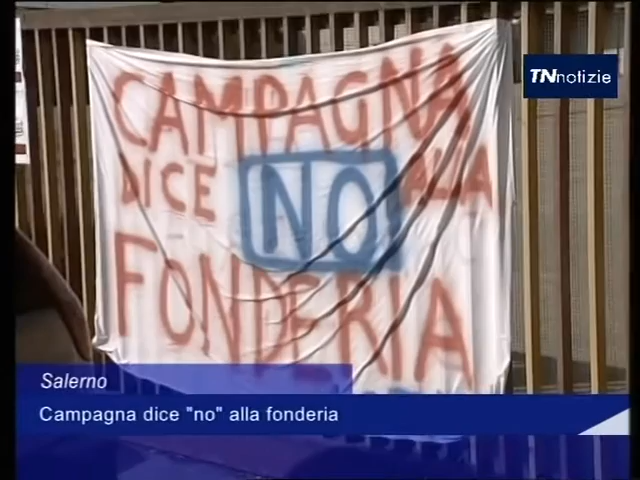 CAMPAGNA
DICE NO ALLA
FONDERIA
TNnotizie
Salerno
Campagna dice "no" alla fonderia